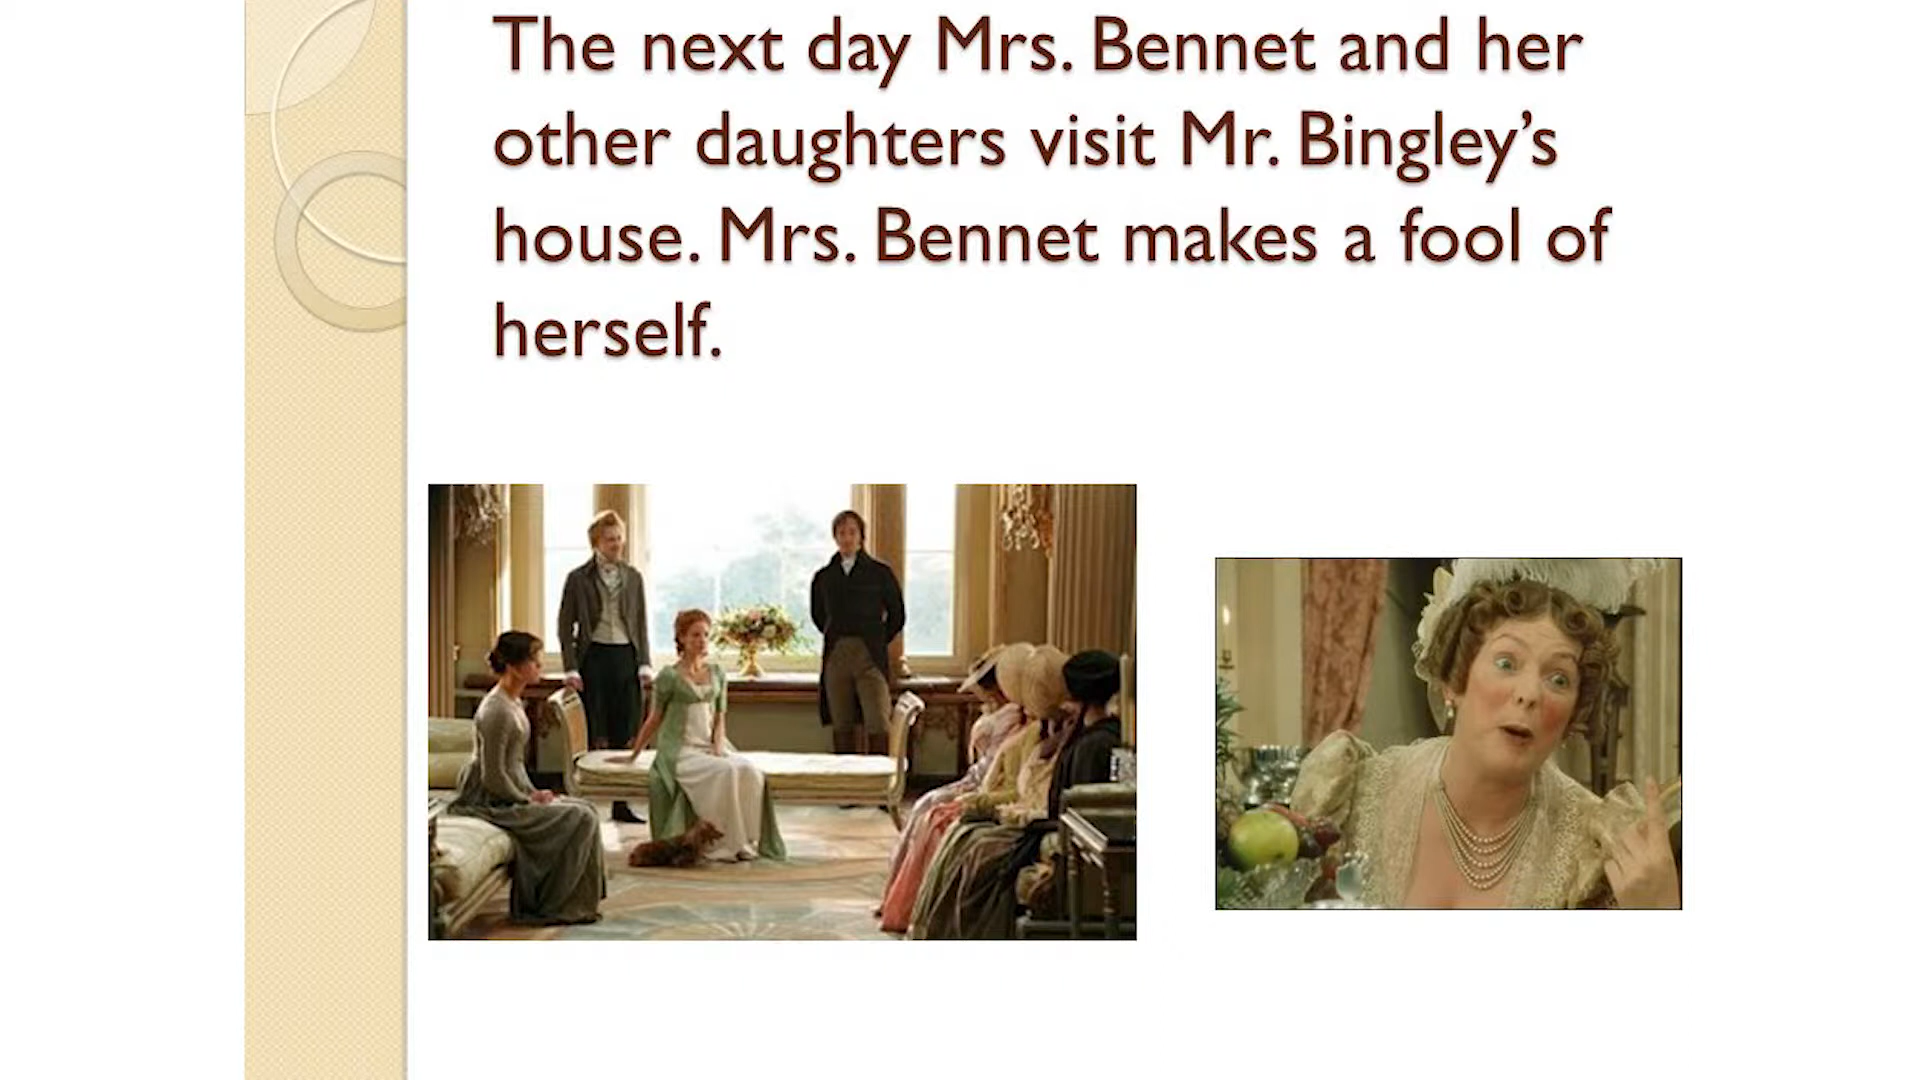 The next day Mrs. Bennet and her
other daughters visit Mr. Bingley’s
house. Mrs. Bennet makes a fool of
herself.